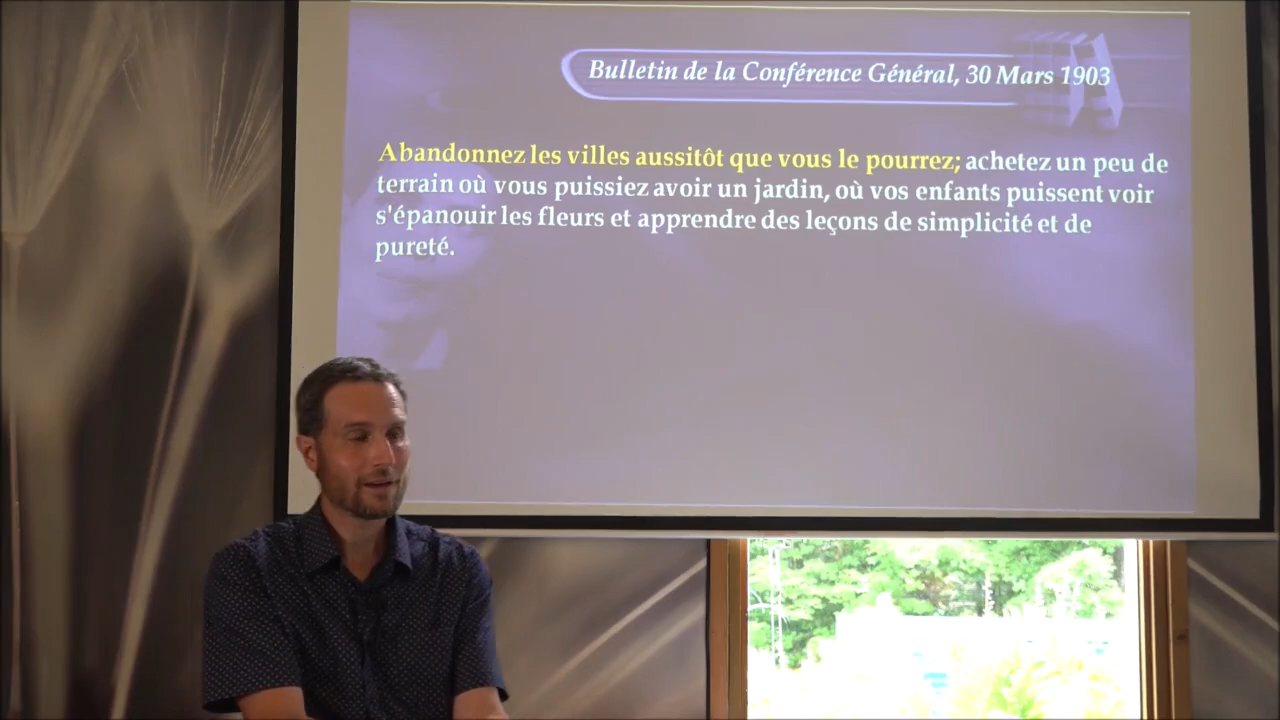 Bulletin de la Conférence Général, 30 Mars 1903
Abandonnez les villes aussitôt que vous le pourrez; achetez un peu de
terrain où vous puissiez avoir un jardin, où vos enfants puissent voir
s'épanouir les fleurs et apprendre des leçons de simplicité et de
pureté.